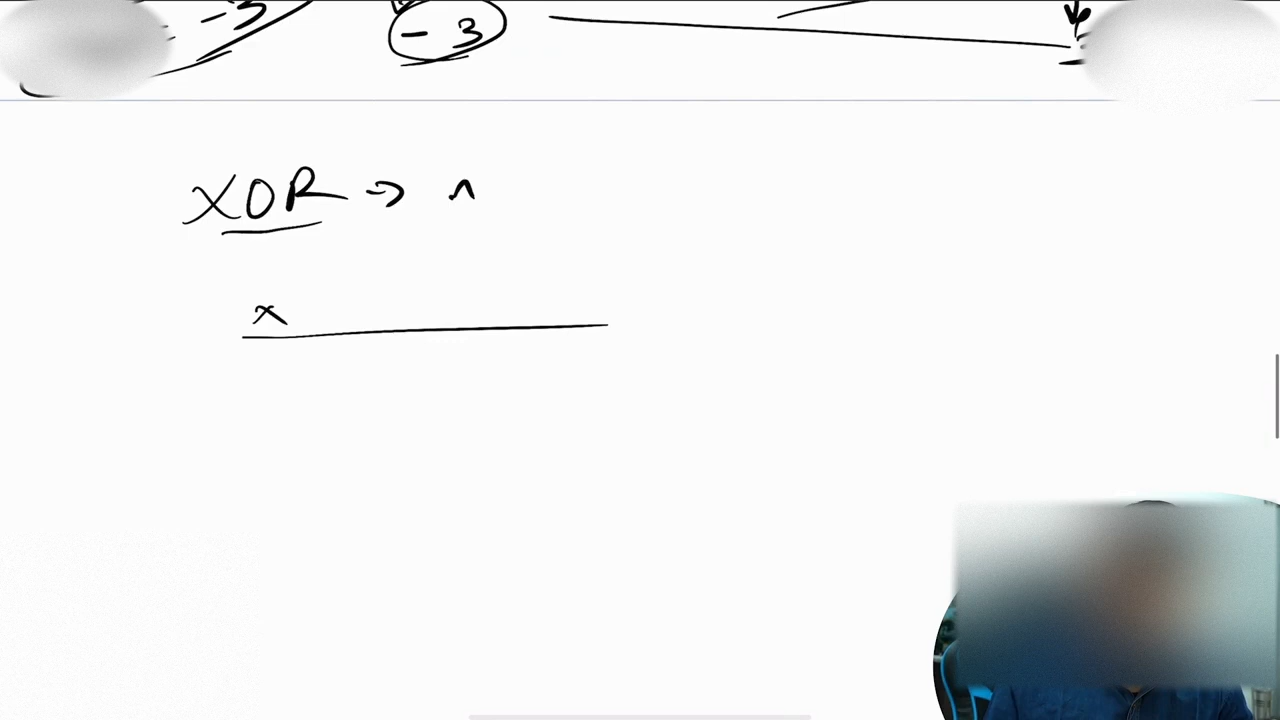 -3 -3
XOR → ^
x